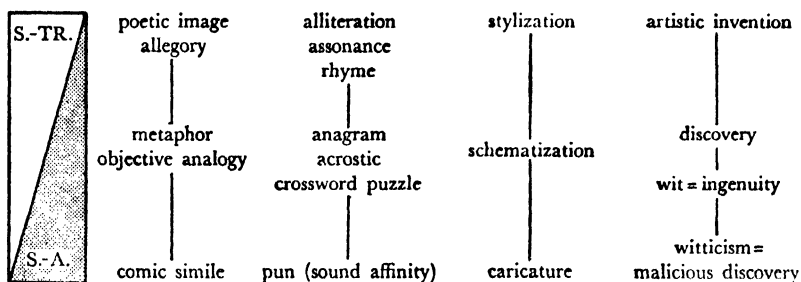 S.-TR.
poetic image
allegory
metaphor
objective analogy
comic simile
alliteration
assonance
rhyme
anagram
acrostic
crossword puzzle
pun (sound affinity)
stylization
schematization
caricature
artistic invention
discovery
wit = ingenuity
witticism =
malicious discovery
S.-A.